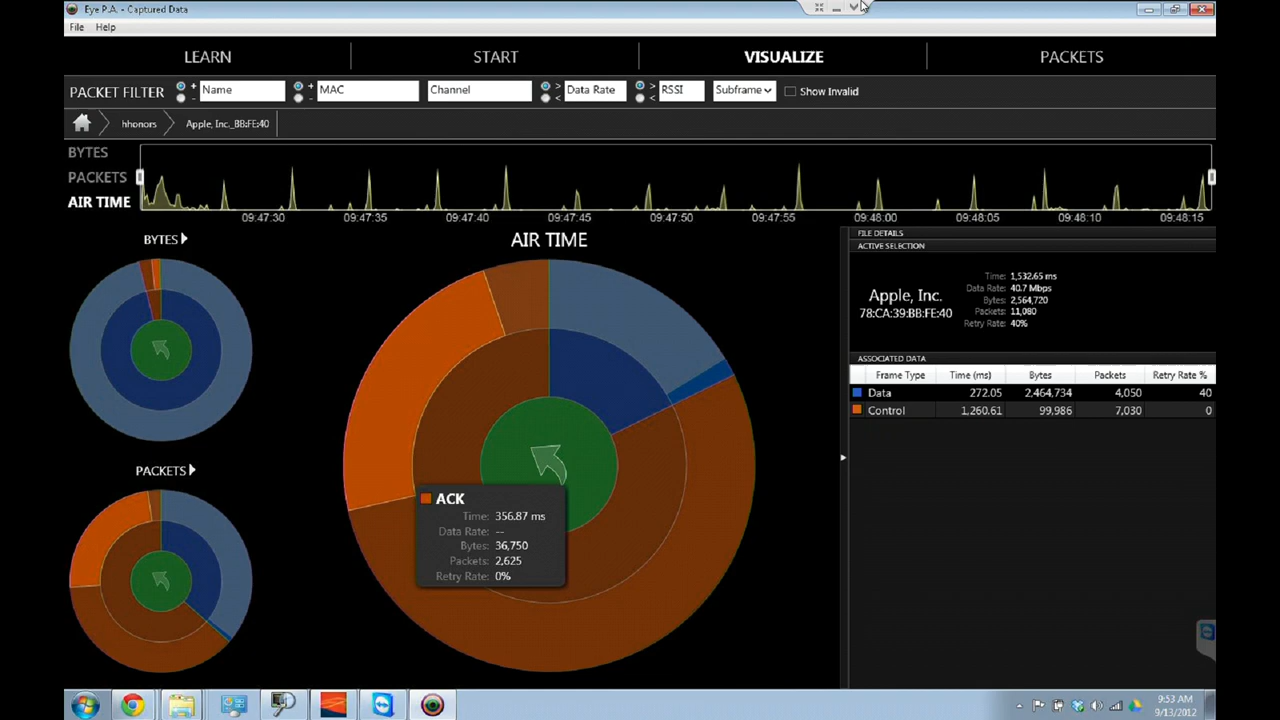 Eye P.A. - Captured Data
File Help
LEARN START VISUALIZE PACKETS
PACKET FILTER + - Name + - MAC Channel > < Data Rate > < RSSI Subframe Show Invalid
hhonors Apple, Inc._BB:FE:40
BYTES
PACKETS
AIR TIME
09:47:30 09:47:35 09:47:40 09:47:45 09:47:50 09:47:55 09:48:00 09:48:05 09:48:10 09:48:15
BYTES
AIR TIME
PACKETS
ACK
Time: 356.87 ms
Data Rate: --
Bytes: 36,750
Packets: 2,625
Retry Rate: 0%
FILE DETAILS
ACTIVE SELECTION
Apple, Inc.
78:CA:39:BB:FE:40
Time: 1,532.65 ms
Data Rate: 40.7 Mbps
Bytes: 2,564,720
Packets: 11,080
Retry Rate: 40%
ASSOCIATED DATA
Frame Type Time (ms) Bytes Packets Retry Rate %
Data 272.05 2,464,734 4,050 40
Control 1,260.61 99,986 7,030 0
9:53 AM
9/13/2012